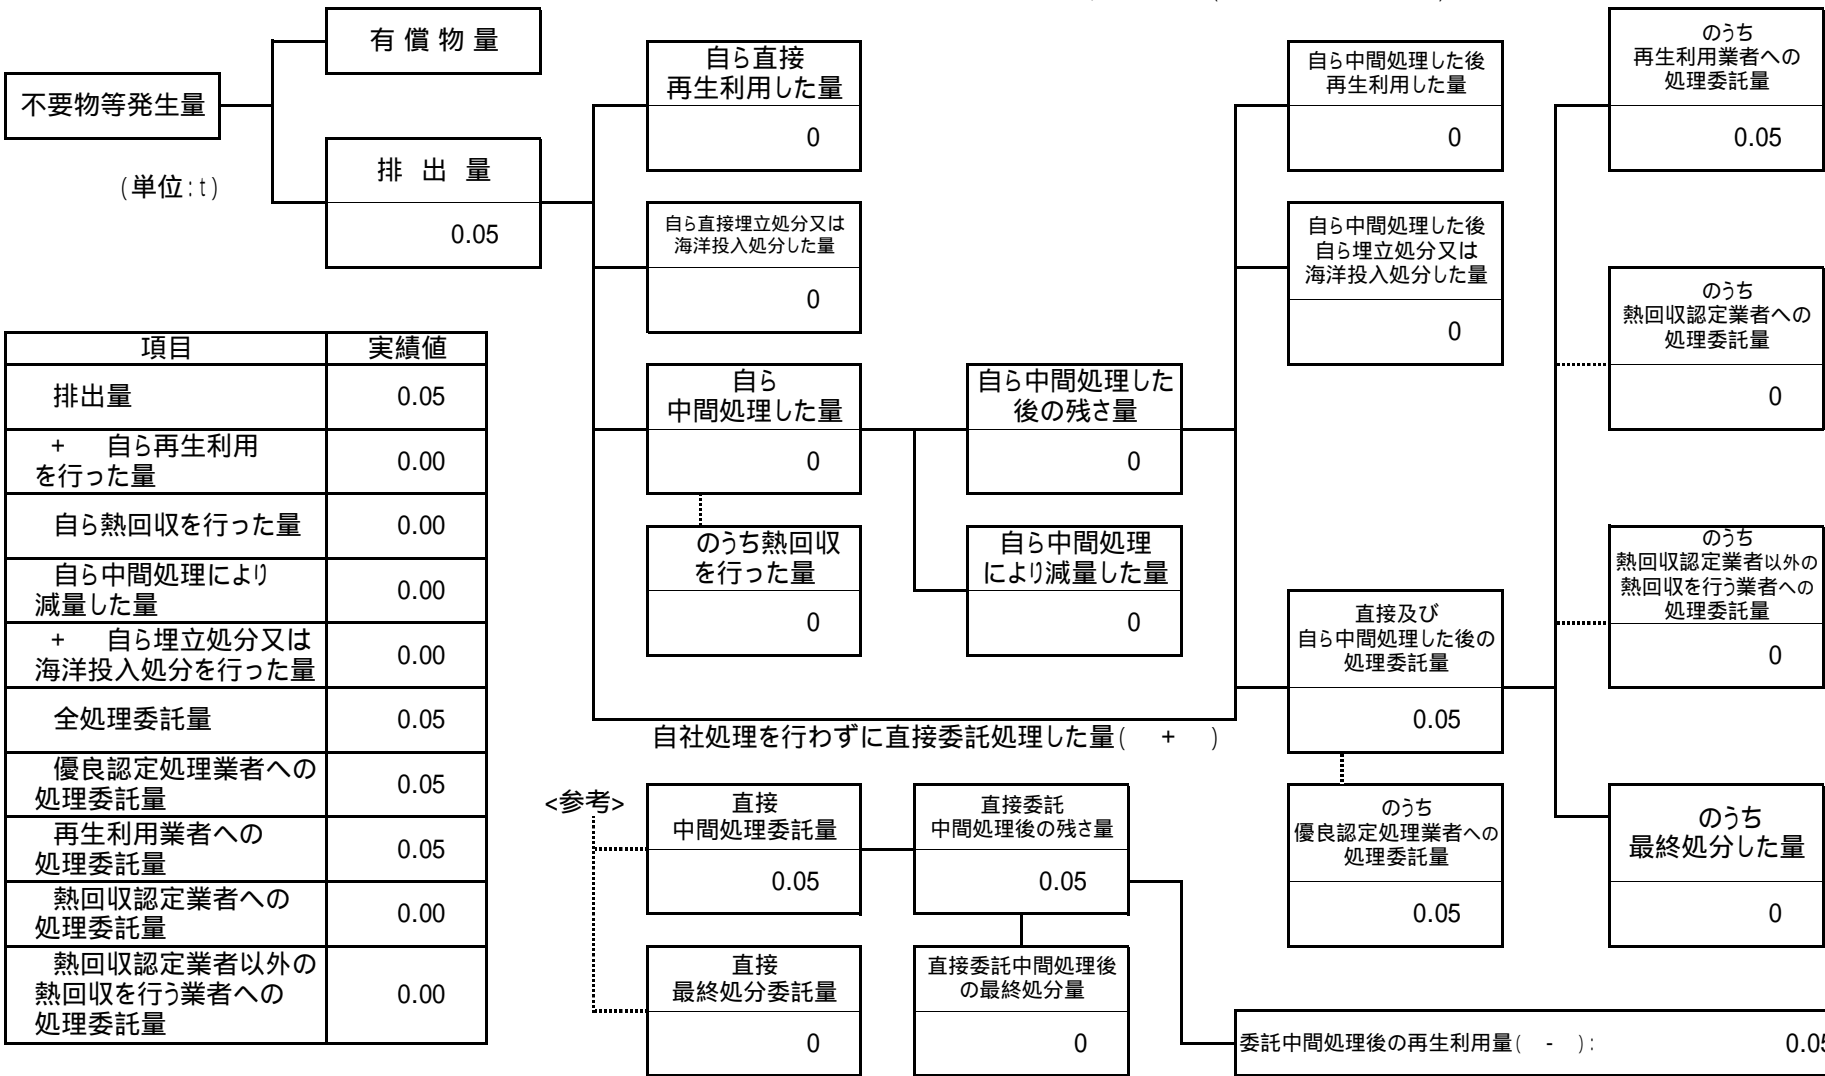 不要物等発生量
(単位:t)
有 償 物 量
排 出 量
0.05
自ら直接
再生利用した量
0
自ら直接埋立処分又は
海洋投入処分した量
0
自ら
中間処理した量
0
のうち熱回収
を行った量
0
自ら中間処理した
後の残さ量
0
自ら中間処理
により減量した量
0
自ら中間処理した後
再生利用した量
0
自ら中間処理した後
自ら埋立処分又は
海洋投入処分した量
0
直接及び
自ら中間処理した後の
処理委託量
0.05
のうち
優良認定処理業者への
処理委託量
0.05
のうち
再生利用業者への
処理委託量
0.05
のうち
熱回収認定業者への
処理委託量
0
のうち
熱回収認定業者以外の
熱回収を行う業者への
処理委託量
0
のうち
最終処分した量
0
自社処理を行わずに直接委託処理した量( + )
<参考>
直接
中間処理委託量
0.05
直接委託
中間処理後の残さ量
0.05
直接
最終処分委託量
0
直接委託中間処理後
の最終処分量
0
委託中間処理後の再生利用量( - ): 0.05
項目 実績値
排出量 0.05
+ 自ら再生利用
を行った量 0.00
自ら熱回収を行った量 0.00
自ら中間処理により
減量した量 0.00
+ 自ら埋立処分又は
海洋投入処分を行った量 0.00
全処理委託量 0.05
優良認定処理業者への
処理委託量 0.05
再生利用業者への
処理委託量 0.05
熱回収認定業者への
処理委託量 0.00
熱回収認定業者以外の
熱回収を行う業者への
処理委託量 0.00